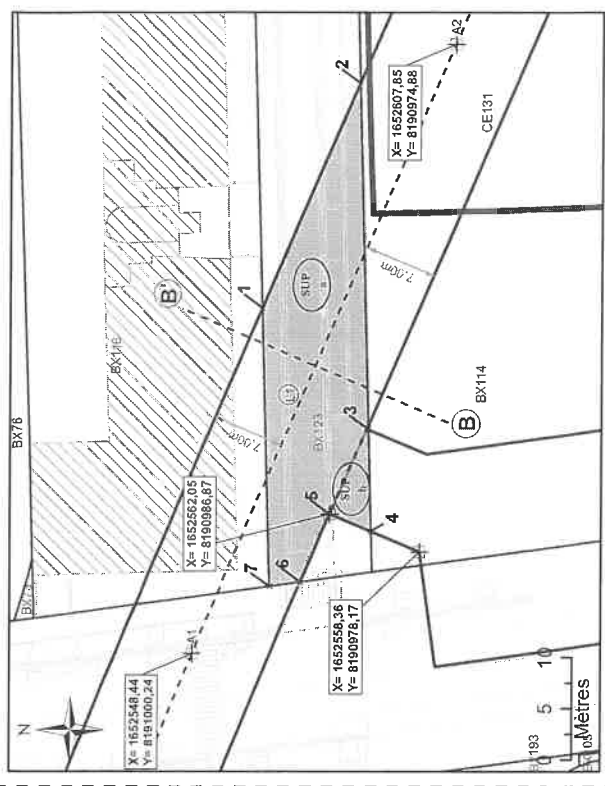 N
BX76
BX74
BX116
B'
7,00m
X= 1652548,44
Y= 8191000,24
A1
X= 1652562,05
Y= 8190986,87
X= 1652558,36
Y= 8190978,17
7
6
5
4
3
1
2
BX123
SUP
a
SUP
b
X= 1652607,85
Y= 8190974,88
A2
7,00m
CE131
B
BX114
0
5
10
Mètres
BX193